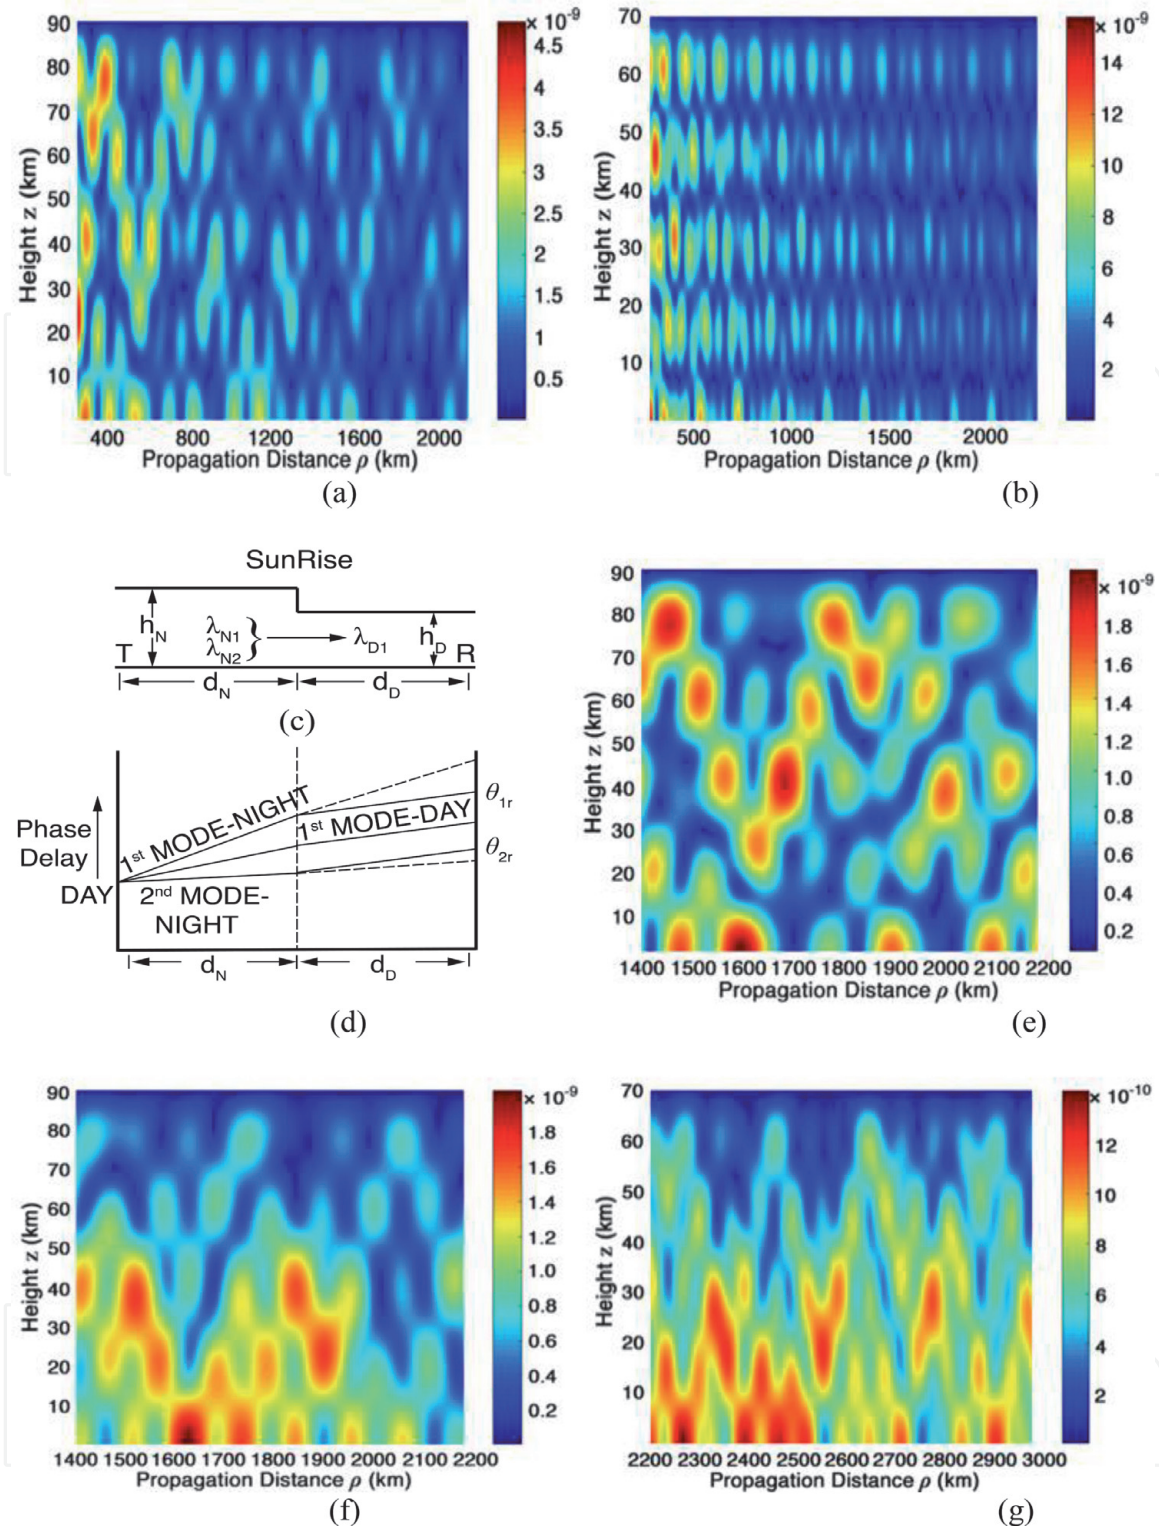 × 10⁻⁹
90
80
70
60
50
40
30
20
10
Height z (km)
400 800 1200 1600 2000
Propagation Distance ρ (km)
4.5
4
3.5
3
2.5
2
1.5
1
0.5
(a)
× 10⁻⁹
70
60
50
40
30
20
10
Height z (km)
500 1000 1500 2000
Propagation Distance ρ (km)
16
14
12
10
8
6
4
2
(b)
SunRise
h_N λ_N1 λ_N2 } λ_D1 h_D
T R
d_N d_D
(c)
Phase
Delay
DAY
1st MODE-NIGHT
1st MODE-DAY
2nd MODE-
NIGHT
θ_1r
θ_2r
d_N d_D
(d)
× 10⁻⁹
90
80
70
60
50
40
30
20
10
Height z (km)
1400 1500 1600 1700 1800 1900 2000 2100 2200
Propagation Distance ρ (km)
1.8
1.6
1.4
1.2
1.0
0.8
0.6
0.4
0.2
(e)
× 10⁻⁹
90
80
70
60
50
40
30
20
10
Height z (km)
1400 1500 1600 1700 1800 1900 2000 2100 2200
Propagation Distance ρ (km)
1.8
1.6
1.4
1.2
1.0
0.8
0.6
0.4
0.2
(f)
× 10⁻¹⁰
70
60
50
40
30
20
10
Height z (km)
2200 2300 2400 2500 2600 2700 2800 2900 3000
Propagation Distance ρ (km)
12
10
8
6
4
2
(g)